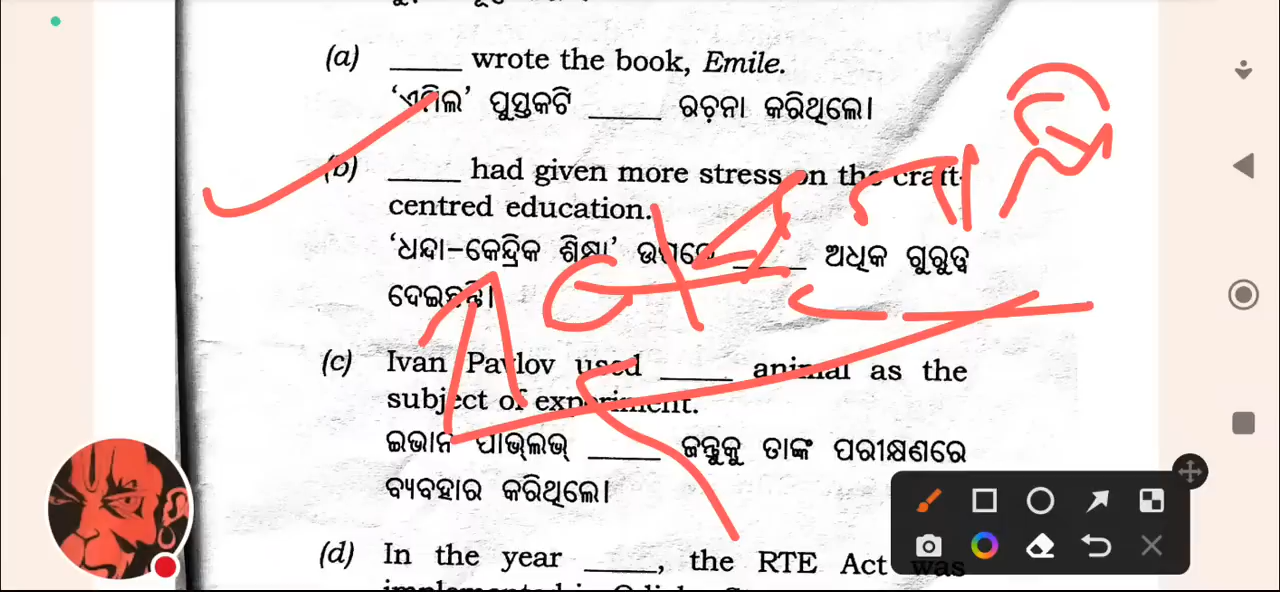 (a) _____ wrote the book, Emile.
‘ଏମିଲ’ ପୁସ୍ତକଟି _____ ରଚନା କରିଥିଲେ।
(b) _____ had given more stress on the craft-
centred education.
‘ଧନ୍ଦା-କେନ୍ଦ୍ରିକ ଶିକ୍ଷା’ ଉପରେ _____ ଅଧିକ ଗୁରୁତ୍ୱ
ଦେଇଛନ୍ତି।
(c) Ivan Pavlov used _____ animal as the
subject of experiment.
ଇଭାନ ପାଭ୍‌ଲଭ୍ _____ ଜନ୍ତୁକୁ ତାଙ୍କ ପରୀକ୍ଷଣରେ
ବ୍ୟବହାର କରିଥିଲେ।
(d) In the year _____, the RTE Act was